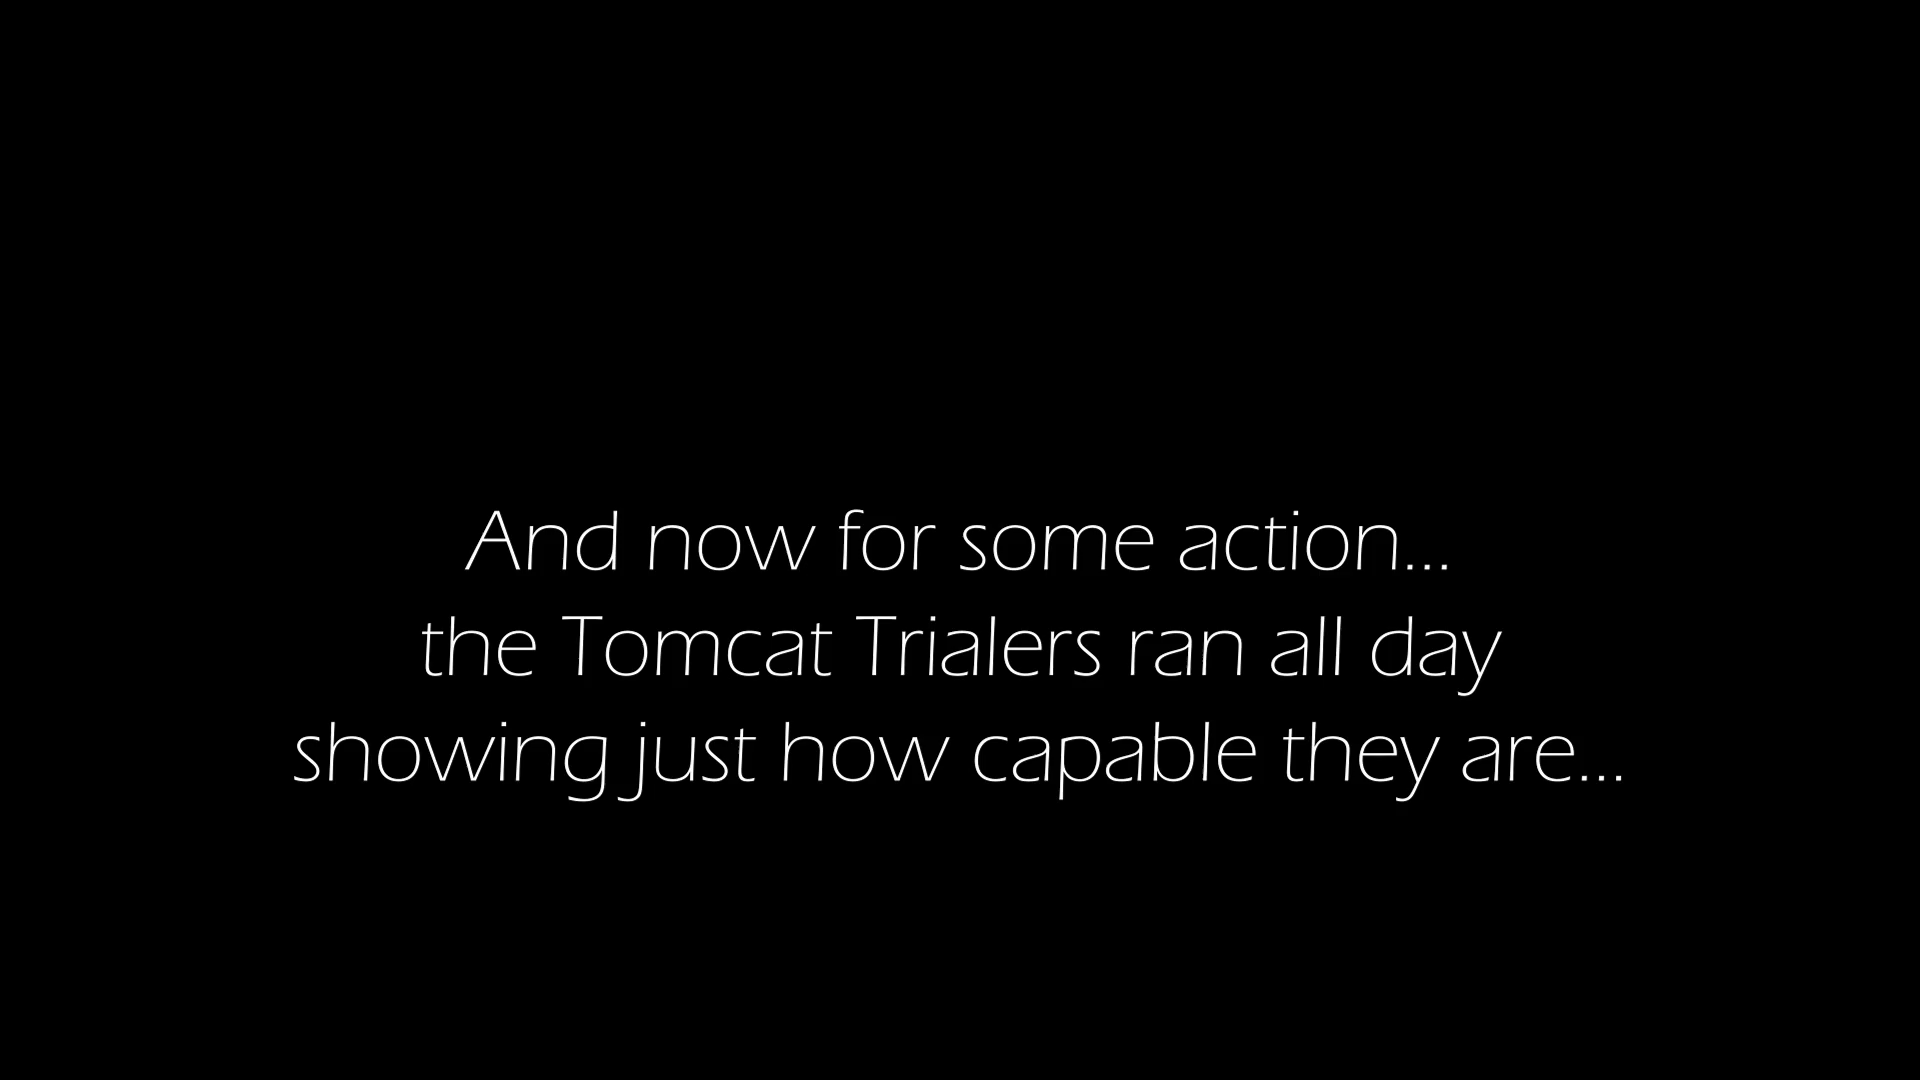 And now for some action...
the Tomcat Trialers ran all day
showing just how capable they are...